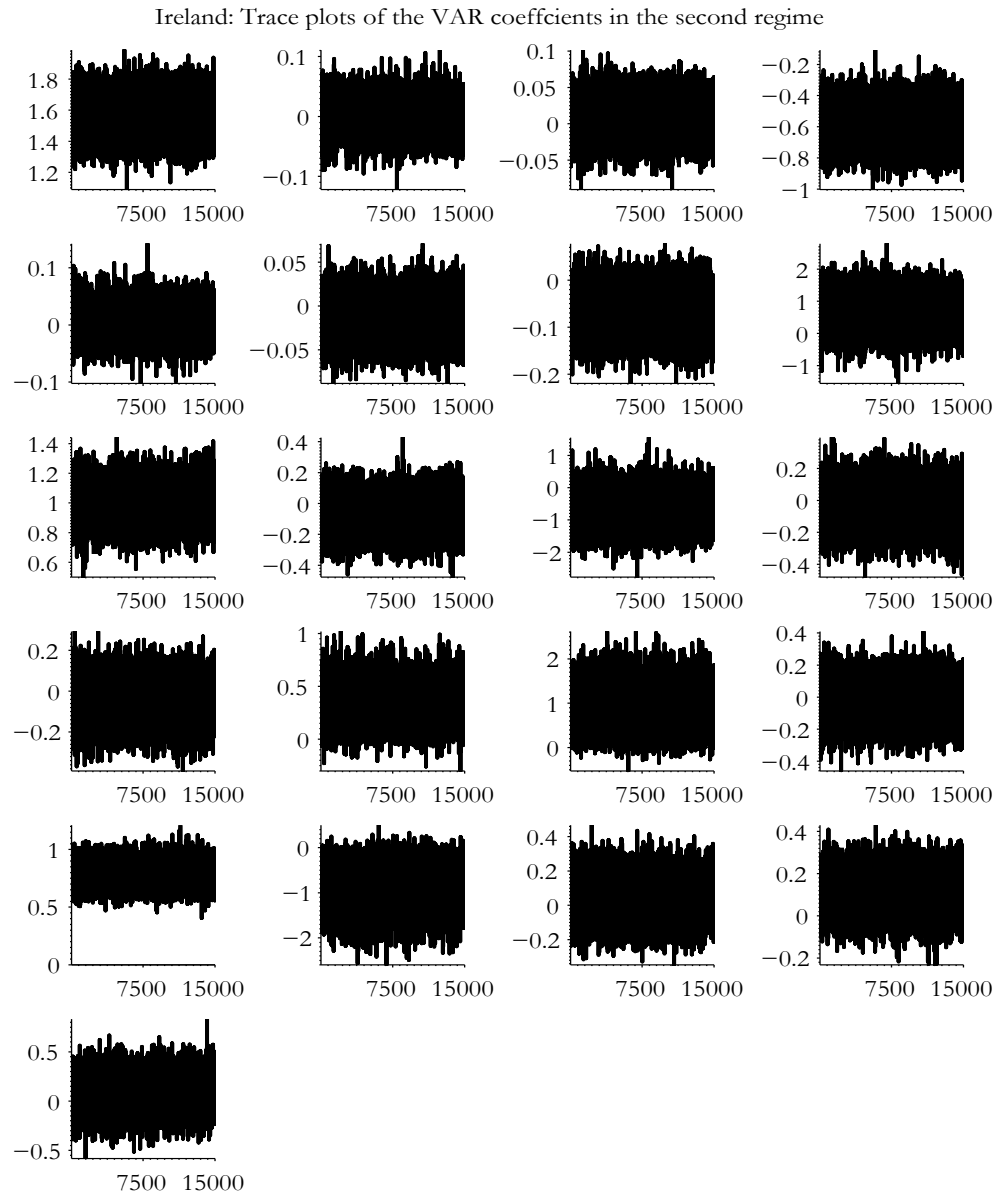 Ireland: Trace plots of the VAR coeffcients in the second regime
1.8 0.1 0.1 −0.2
1.6 0.05 −0.4
1.4 0 0 −0.6
1.2 −0.05 −0.8
−0.1 −1
7500 15000 7500 15000 7500 15000 7500 15000
0.1 0.05 0 2
0 0 −0.1 1
−0.05 0
−0.1 −0.2 −1
7500 15000 7500 15000 7500 15000 7500 15000
1.4 0.4 1 0.2
1.2 0.2 0 0
1 0 −1 −0.2
0.8 −0.2 −2 −0.4
0.6 −0.4
7500 15000 7500 15000 7500 15000 7500 15000
0.2 1 2 0.4
0 0.5 1 0.2
−0.2 0 0 0
−0.2
−0.4
7500 15000 7500 15000 7500 15000 7500 15000
1 0 0.4 0.4
0.5 −1 0.2 0.2
0 −2 0 0
−0.2 −0.2
7500 15000 7500 15000 7500 15000 7500 15000
0.5
0
−0.5
7500 15000